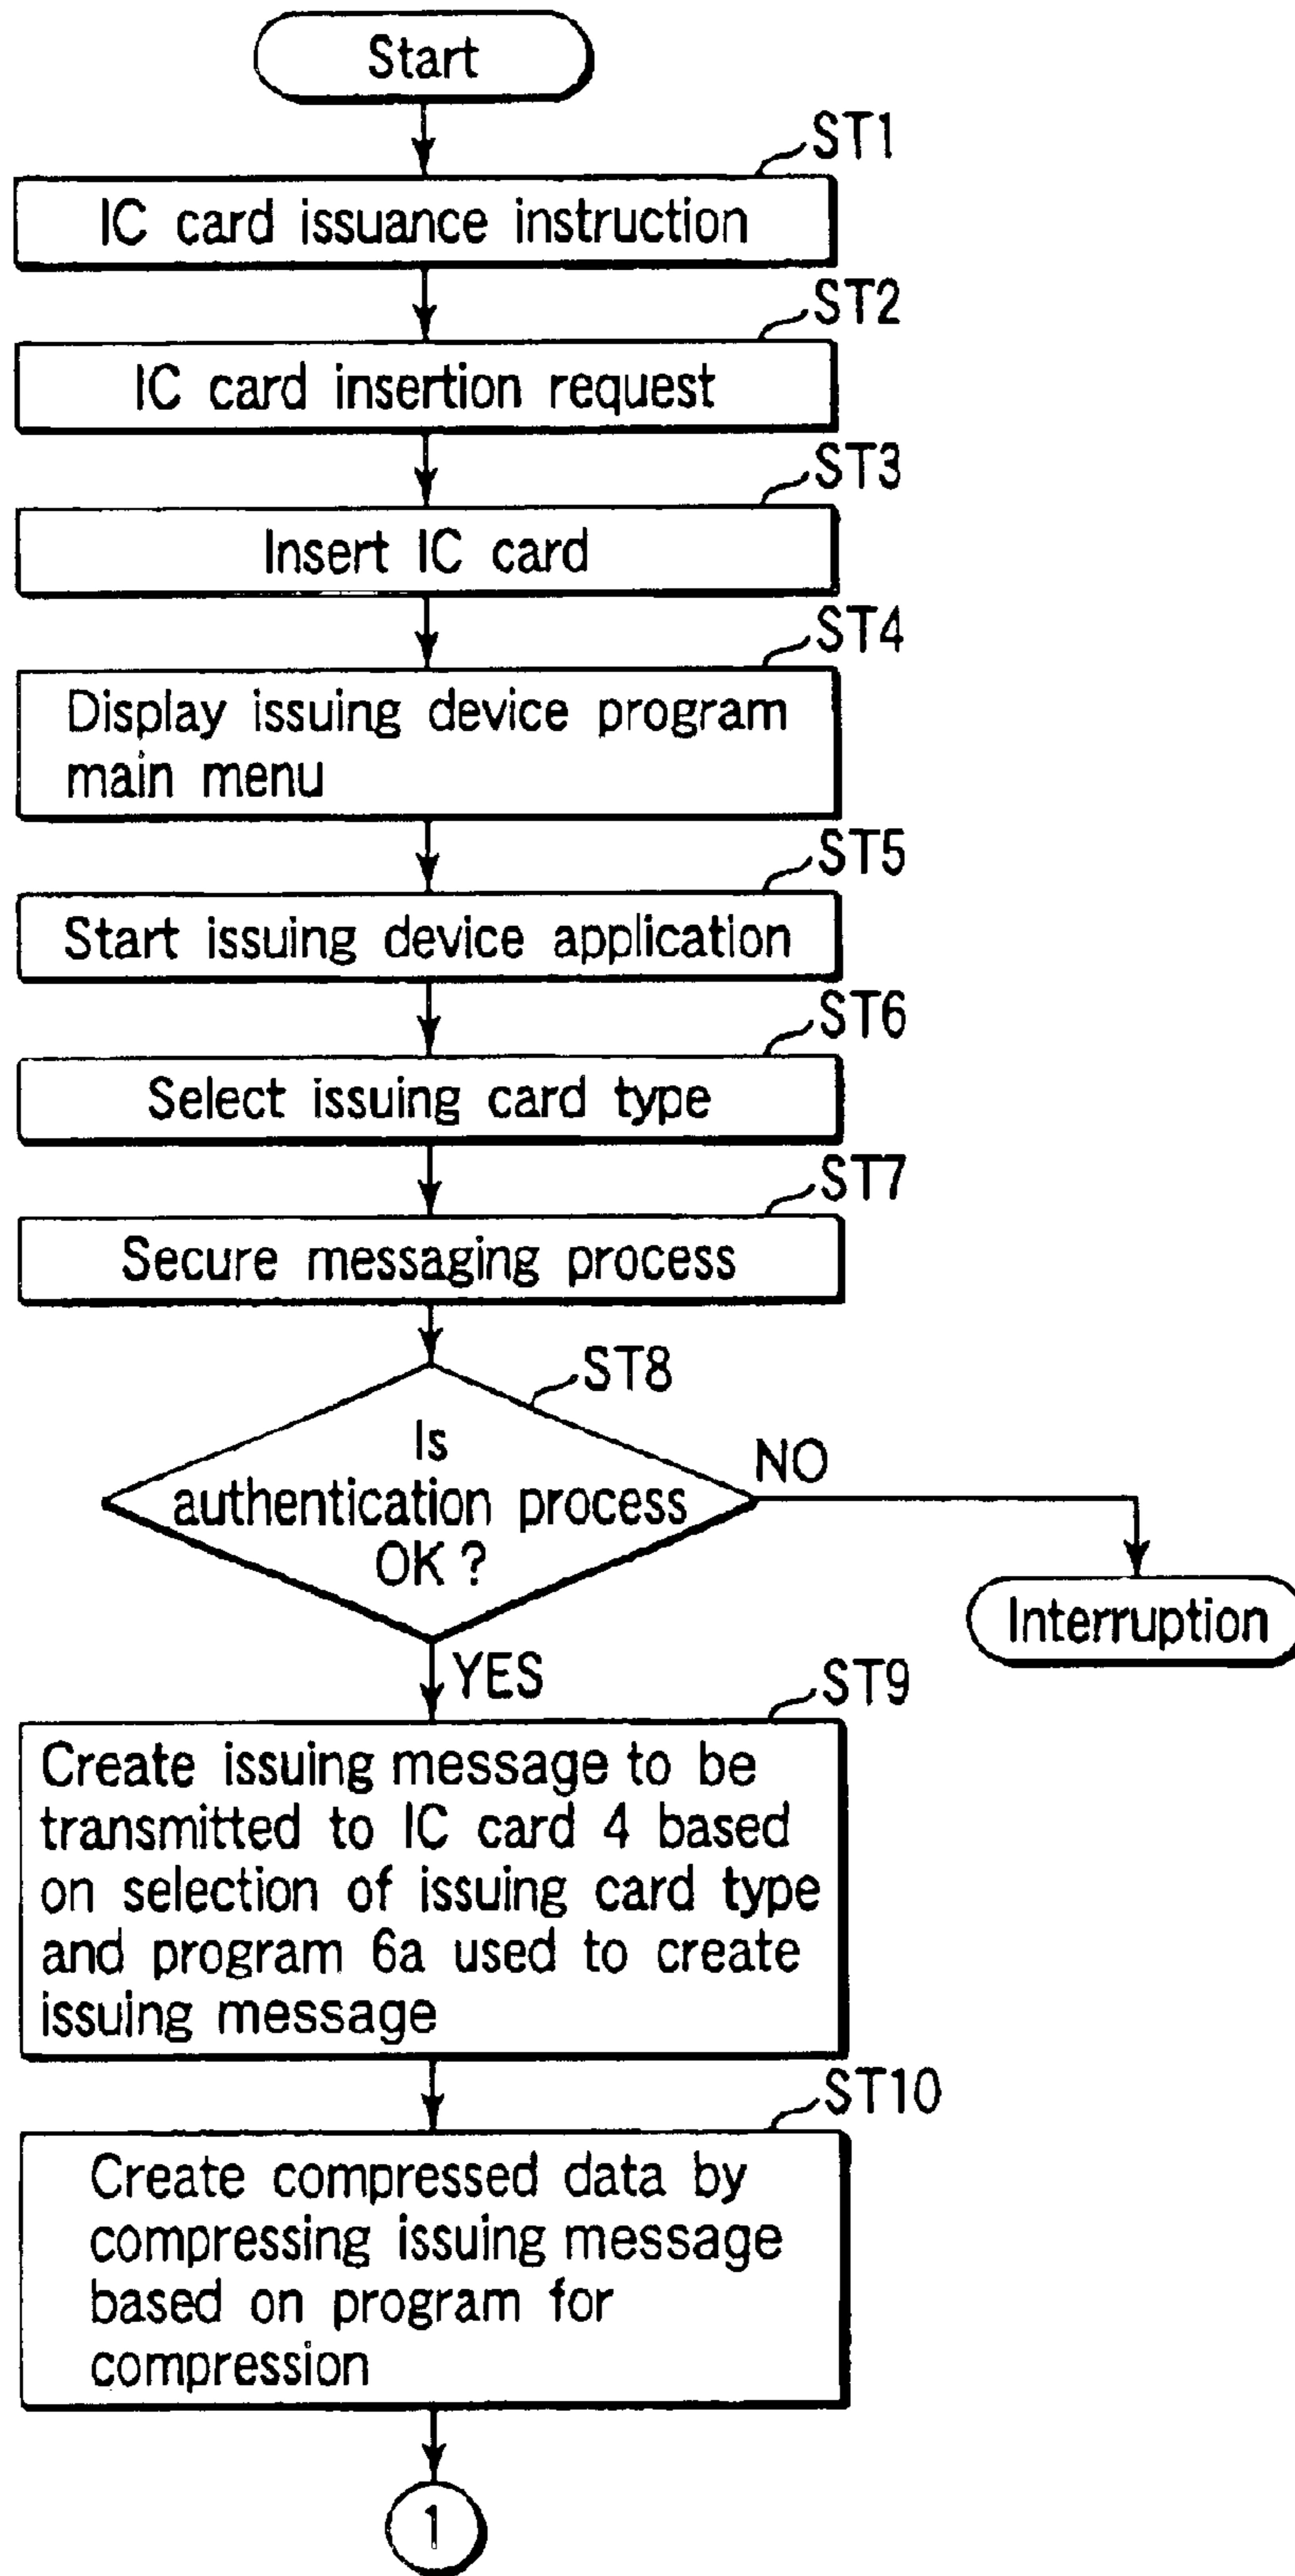 Start
ST1
IC card issuance instruction
ST2
IC card insertion request
ST3
Insert IC card
ST4
Display issuing device program
main menu
ST5
Start issuing device application
ST6
Select issuing card type
ST7
Secure messaging process
ST8
Is
authentication process
OK ?
NO
Interruption
YES
ST9
Create issuing message to be
transmitted to IC card 4 based
on selection of issuing card type
and program 6a used to create
issuing message
ST10
Create compressed data by
compressing issuing message
based on program for
compression
1